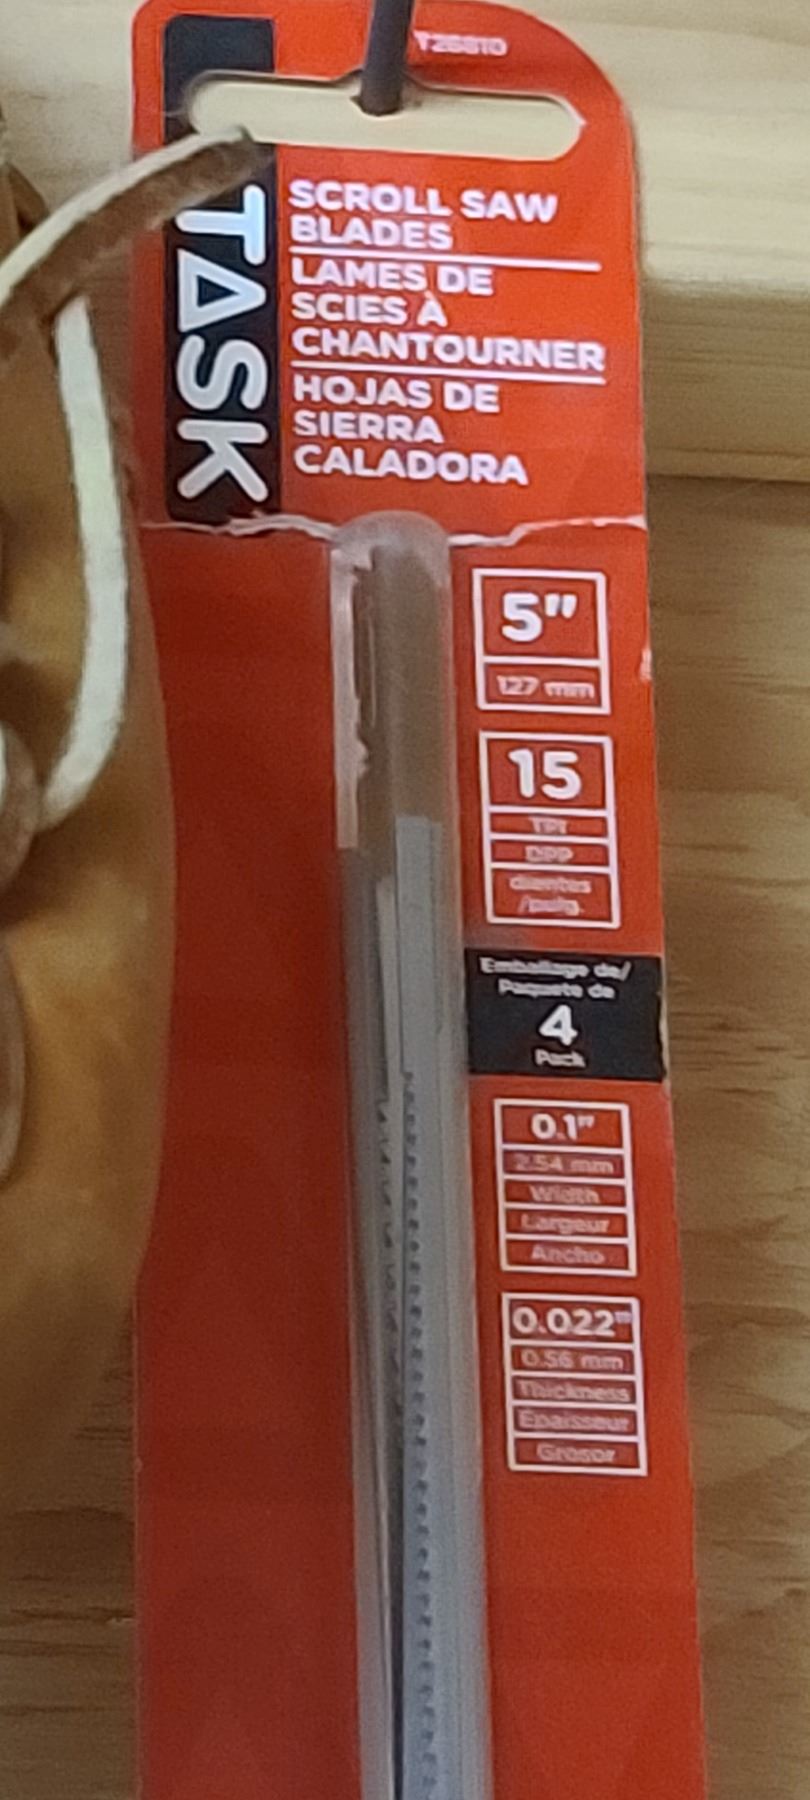 T26810
TASK
SCROLL SAW
BLADES
LAMES DE
SCIES À
CHANTOURNER
HOJAS DE
SIERRA
CALADORA
5"
127 mm
15
TPI
DPP
dientes
/pulg.
Emballage de/
Paquete de
4
Pack
0.1"
2.54 mm
Width
Largeur
Ancho
0.022"
0.56 mm
Thickness
Épaisseur
Grosor